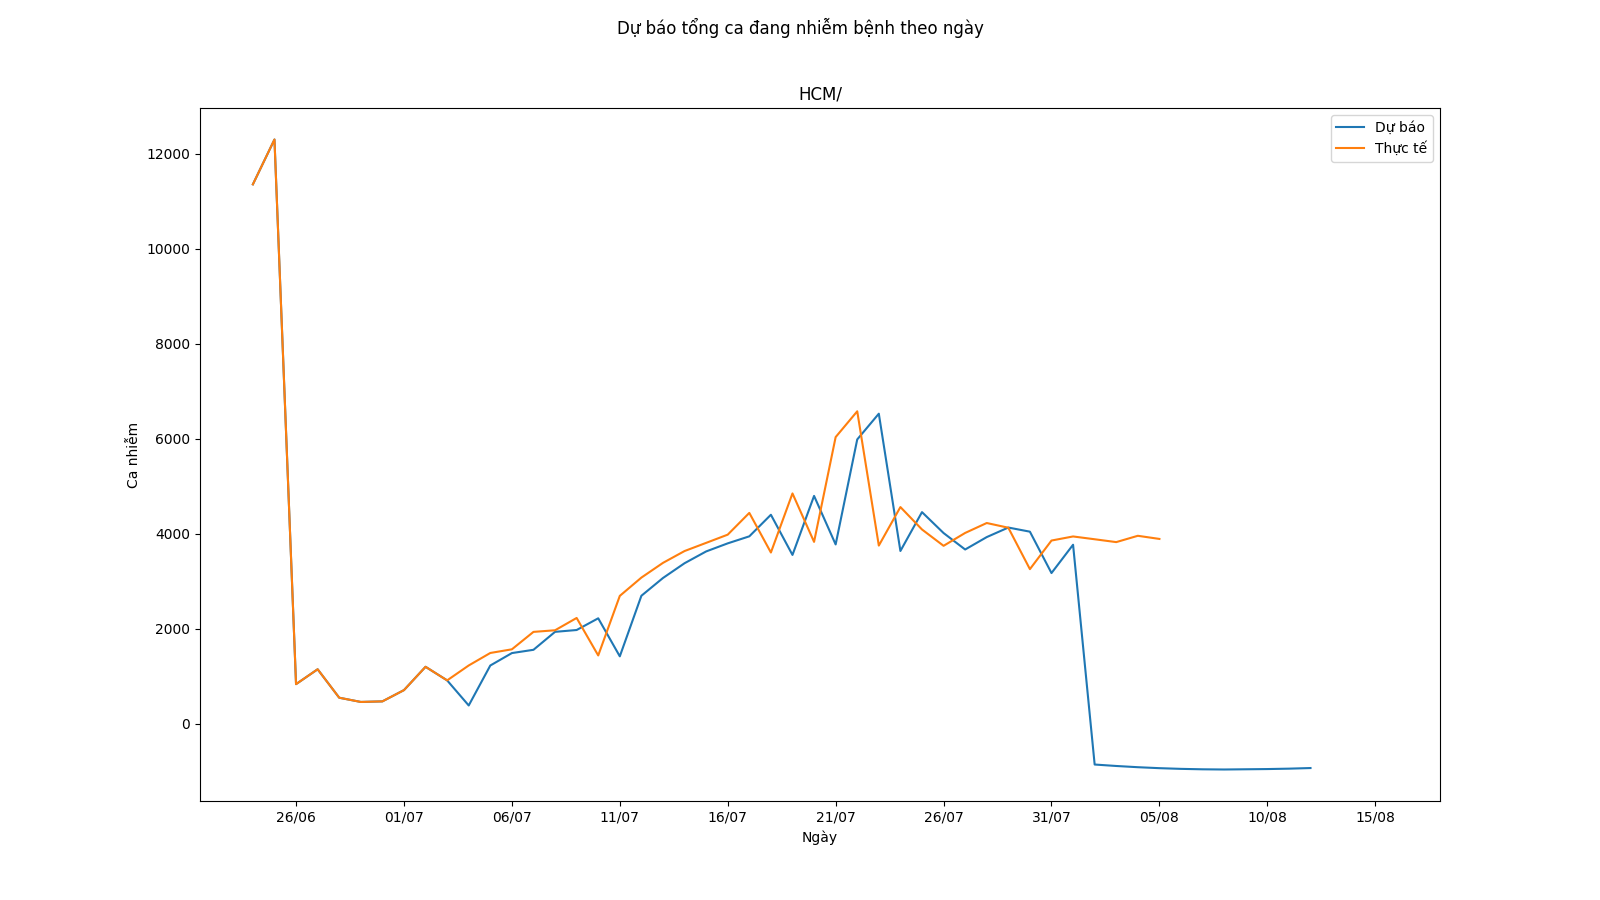 Dự báo tổng ca đang nhiễm bệnh theo ngày
HCM/
Dự báo
Thực tế
12000
10000
8000
6000
4000
2000
0
Ca nhiễm
26/06 01/07 06/07 11/07 16/07 21/07 26/07 31/07 05/08 10/08 15/08
Ngày